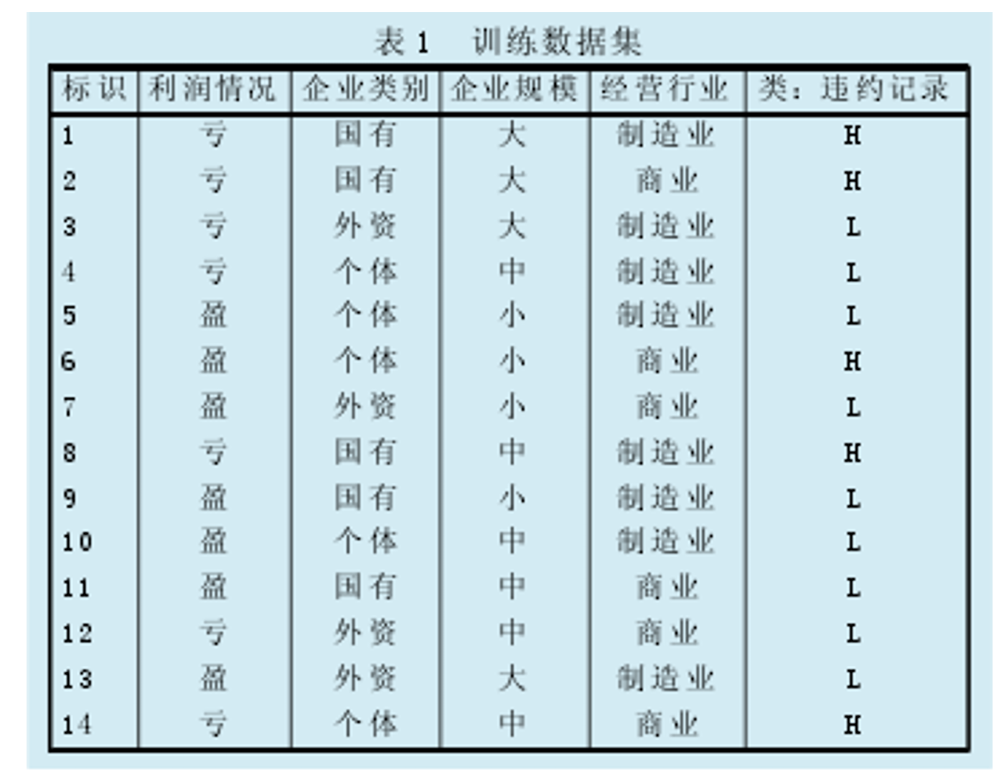 表1 训练数据集
标识 利润情况 企业类别 企业规模 经营行业 类：违约记录
1 亏 国有 大 制造业 H
2 亏 国有 大 商业 H
3 亏 外资 大 制造业 L
4 亏 个体 中 制造业 L
5 盈 个体 小 制造业 L
6 盈 个体 小 商业 H
7 盈 外资 小 商业 L
8 亏 国有 中 制造业 H
9 盈 国有 小 制造业 L
10 盈 个体 中 制造业 L
11 盈 国有 中 商业 L
12 亏 外资 中 商业 L
13 盈 外资 大 制造业 L
14 亏 个体 中 商业 H